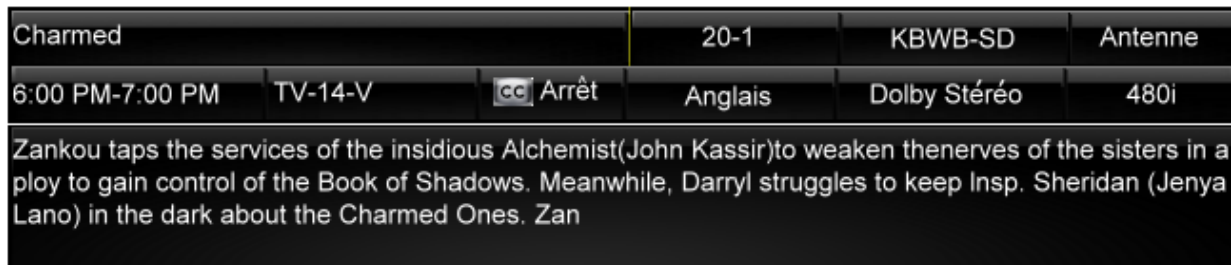 Charmed 20-1 KBWB-SD Antenne
6:00 PM-7:00 PM TV-14-V CC Arrêt Anglais Dolby Stéréo 480i
Zankou taps the services of the insidious Alchemist(John Kassir)to weaken thenerves of the sisters in a
ploy to gain control of the Book of Shadows. Meanwhile, Darryl struggles to keep Insp. Sheridan (Jenya
Lano) in the dark about the Charmed Ones. Zan